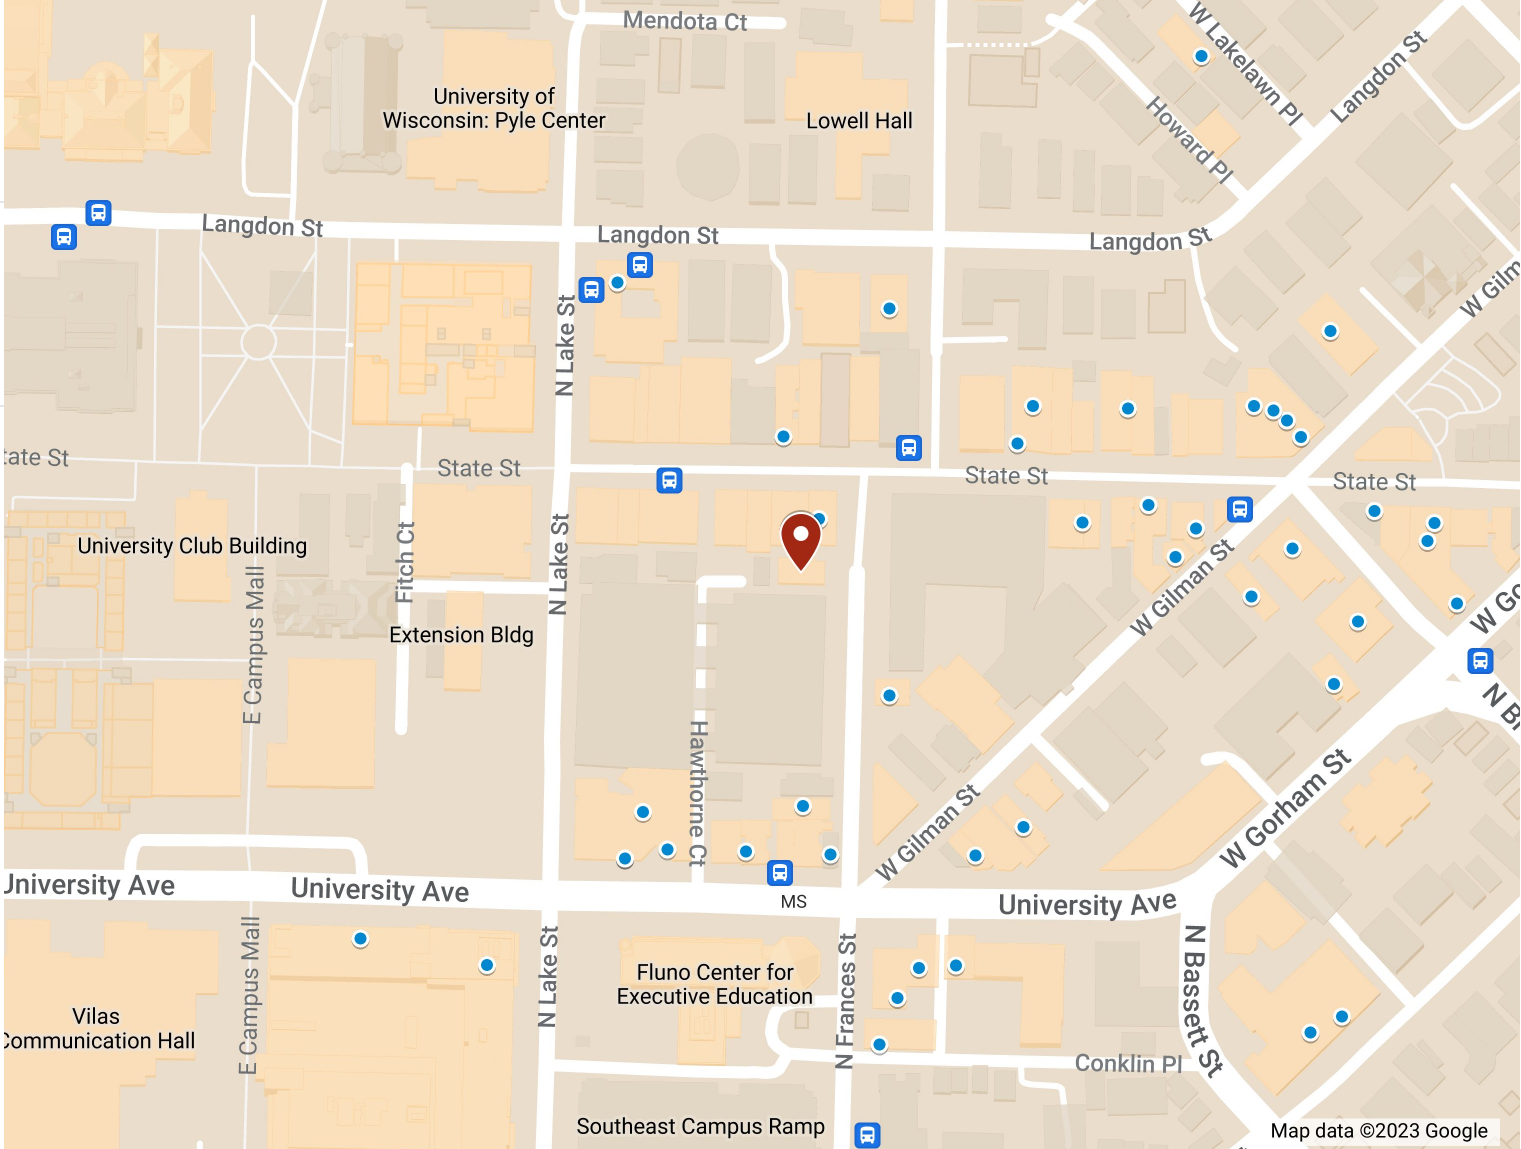 Mendota Ct
W Lakelawn Pl
Langdon St
University of
Wisconsin: Pyle Center
Lowell Hall
Howard Pl
Langdon St
Langdon St
Langdon St
W Gilm
N Lake St
tate St
State St
State St
State St
University Club Building
Fitch Ct
N Lake St
W Gilman St
W Go
E Campus Mall
Extension Bldg
N B
Hawthorne Ct
W Gilman St
W Gorham St
University Ave
University Ave
MS
University Ave
E Campus Mall
N Lake St
Fluno Center for
Executive Education
N Frances St
N Bassett St
Vilas
Communication Hall
Conklin Pl
Southeast Campus Ramp
Map data ©2023 Google